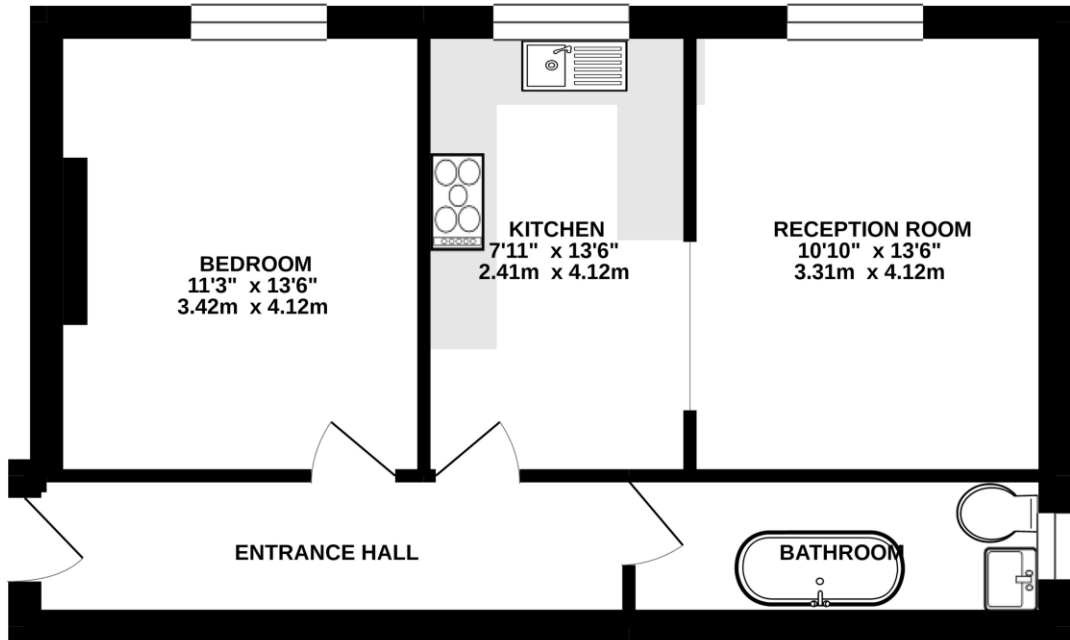 BEDROOM
11'3" x 13'6"
3.42m x 4.12m
KITCHEN
7'11" x 13'6"
2.41m x 4.12m
RECEPTION ROOM
10'10" x 13'6"
3.31m x 4.12m
ENTRANCE HALL
BATHROOM